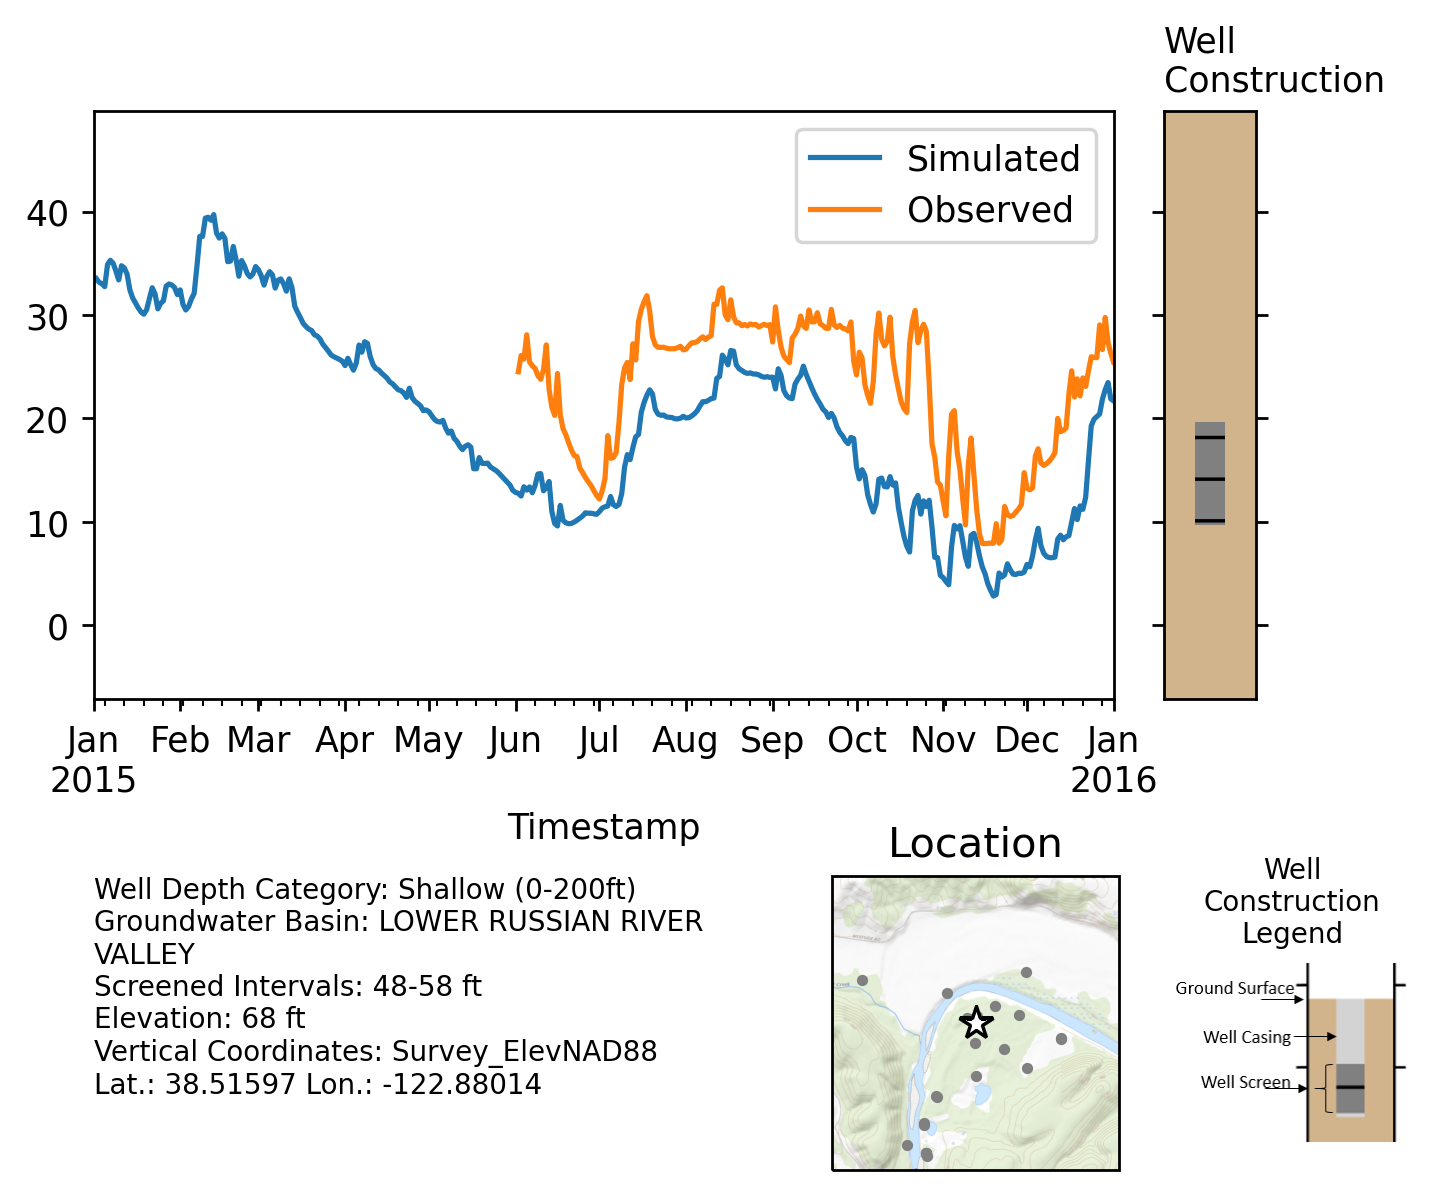 Well
Construction
Simulated
Observed
40
30
20
10
0
Jan Feb Mar Apr May Jun Jul Aug Sep Oct Nov Dec Jan
2015 2016
Timestamp
Well Depth Category: Shallow (0-200ft)
Groundwater Basin: LOWER RUSSIAN RIVER
VALLEY
Screened Intervals: 48-58 ft
Elevation: 68 ft
Vertical Coordinates: Survey_ElevNAD88
Lat.: 38.51597 Lon.: -122.88014
Location
Well
Construction
Legend
Ground Surface
Well Casing
Well Screen